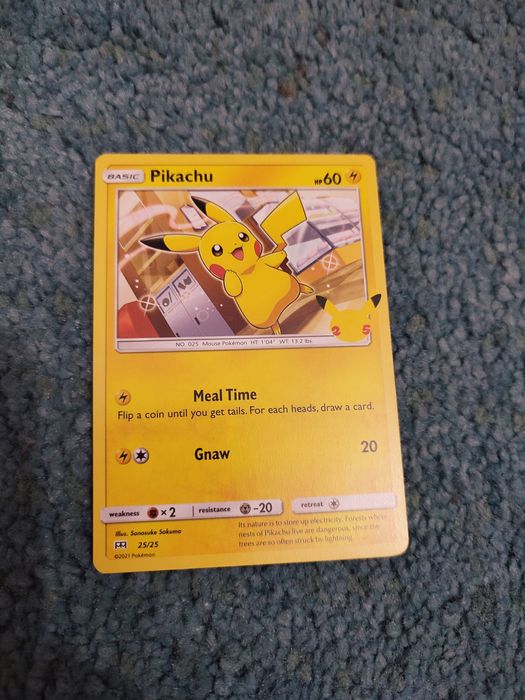 BASIC Pikachu HP 60
NO. 025 Mouse Pokémon HT: 1'04" WT: 13.2 lbs.
25
Meal Time
Flip a coin until you get tails. For each heads, draw a card.
Gnaw 20
weakness × 2 resistance -20 retreat
Illus. Sanosuke Sakuma
25/25
©2021 Pokémon
Its nature is to store up electricity. Forests where
nests of Pikachu live are dangerous, since the
trees are so often struck by lightning.